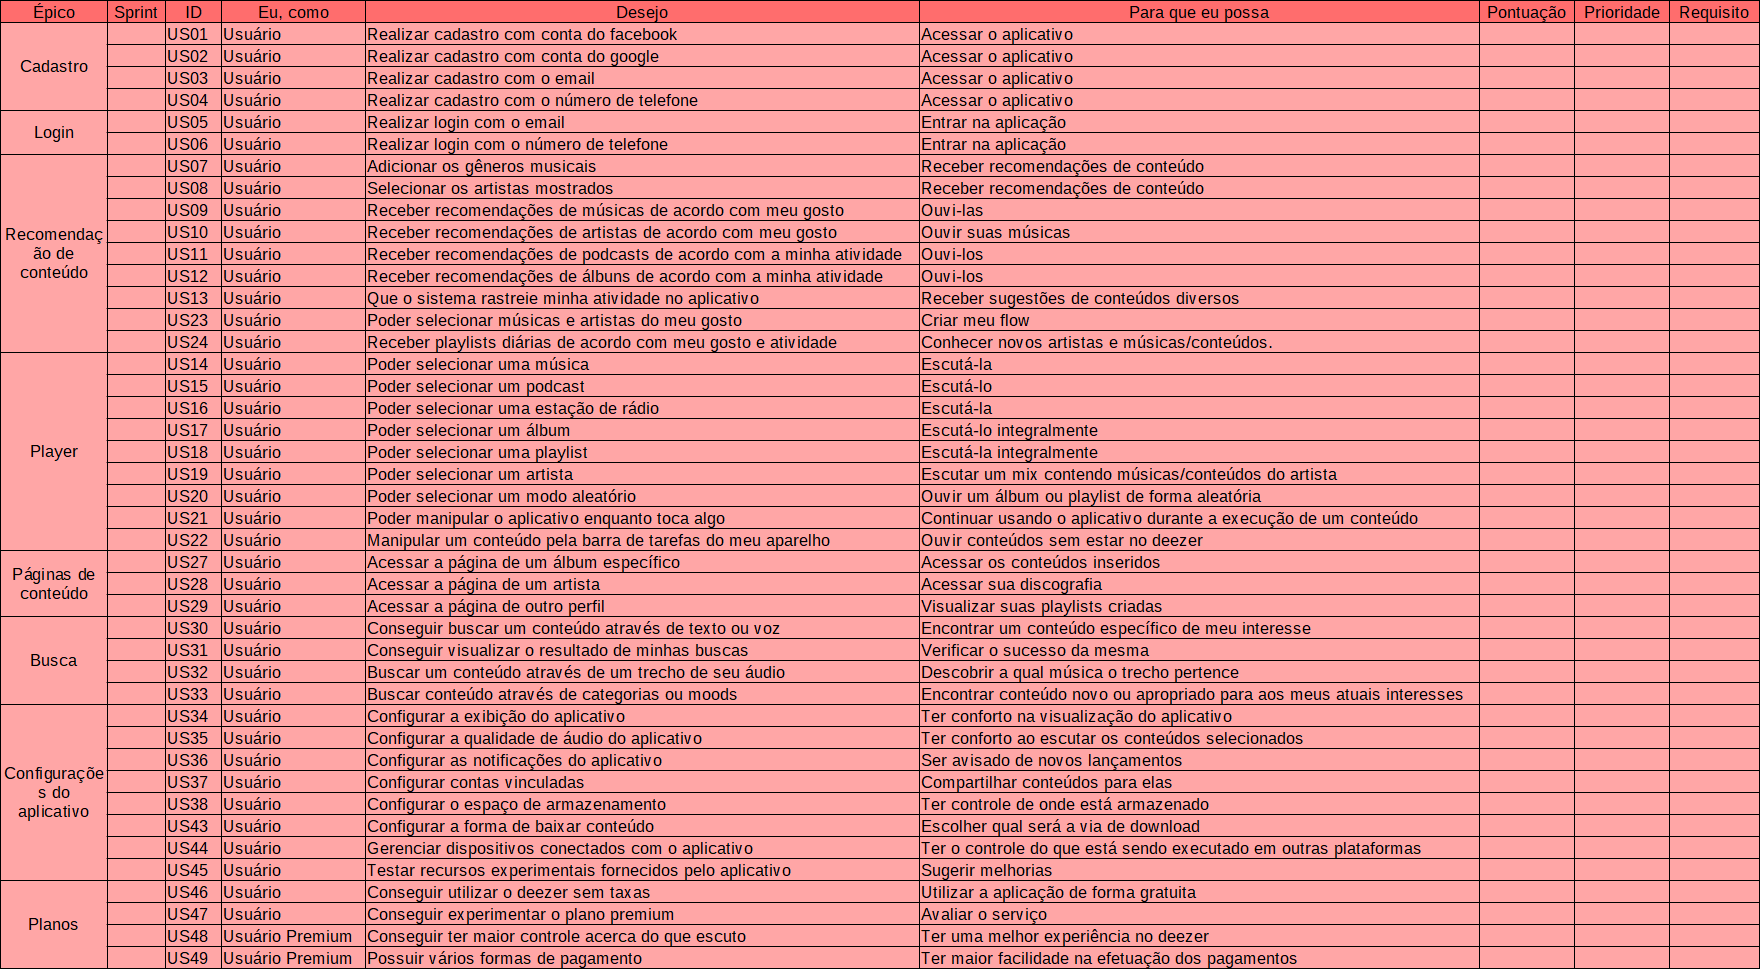 Épico Sprint ID Eu, como Desejo Para que eu possa Pontuação Prioridade Requisito
Cadastro
US01 Usuário Realizar cadastro com conta do facebook Acessar o aplicativo
US02 Usuário Realizar cadastro com conta do google Acessar o aplicativo
US03 Usuário Realizar cadastro com o email Acessar o aplicativo
US04 Usuário Realizar cadastro com o número de telefone Acessar o aplicativo
Login
US05 Usuário Realizar login com o email Entrar na aplicação
US06 Usuário Realizar login com o número de telefone Entrar na aplicação
Recomendaç
ão de
conteúdo
US07 Usuário Adicionar os gêneros musicais Receber recomendações de conteúdo
US08 Usuário Selecionar os artistas mostrados Receber recomendações de conteúdo
US09 Usuário Receber recomendações de músicas de acordo com meu gosto Ouvi-las
US10 Usuário Receber recomendações de artistas de acordo com meu gosto Ouvir suas músicas
US11 Usuário Receber recomendações de podcasts de acordo com a minha atividade Ouvi-los
US12 Usuário Receber recomendações de álbuns de acordo com a minha atividade Ouvi-los
US13 Usuário Que o sistema rastreie minha atividade no aplicativo Receber sugestões de conteúdos diversos
US23 Usuário Poder selecionar músicas e artistas do meu gosto Criar meu flow
US24 Usuário Receber playlists diárias de acordo com meu gosto e atividade Conhecer novos artistas e músicas/conteúdos.
Player
US14 Usuário Poder selecionar uma música Escutá-la
US15 Usuário Poder selecionar um podcast Escutá-lo
US16 Usuário Poder selecionar uma estação de rádio Escutá-la
US17 Usuário Poder selecionar um álbum Escutá-lo integralmente
US18 Usuário Poder selecionar uma playlist Escutá-la integralmente
US19 Usuário Poder selecionar um artista Escutar um mix contendo músicas/conteúdos do artista
US20 Usuário Poder selecionar um modo aleatório Ouvir um álbum ou playlist de forma aleatória
US21 Usuário Poder manipular o aplicativo enquanto toca algo Continuar usando o aplicativo durante a execução de um conteúdo
US22 Usuário Manipular um conteúdo pela barra de tarefas do meu aparelho Ouvir conteúdos sem estar no deezer
Páginas de
conteúdo
US27 Usuário Acessar a página de um álbum específico Acessar os conteúdos inseridos
US28 Usuário Acessar a página de um artista Acessar sua discografia
US29 Usuário Acessar a página de outro perfil Visualizar suas playlists criadas
Busca
US30 Usuário Conseguir buscar um conteúdo através de texto ou voz Encontrar um conteúdo específico de meu interesse
US31 Usuário Conseguir visualizar o resultado de minhas buscas Verificar o sucesso da mesma
US32 Usuário Buscar um conteúdo através de um trecho de seu áudio Descobrir a qual música o trecho pertence
US33 Usuário Buscar conteúdo através de categorias ou moods Encontrar conteúdo novo ou apropriado para aos meus atuais interesses
Configuraçõe
s do
aplicativo
US34 Usuário Configurar a exibição do aplicativo Ter conforto na visualização do aplicativo
US35 Usuário Configurar a qualidade de áudio do aplicativo Ter conforto ao escutar os conteúdos selecionados
US36 Usuário Configurar as notificações do aplicativo Ser avisado de novos lançamentos
US37 Usuário Configurar contas vinculadas Compartilhar conteúdos para elas
US38 Usuário Configurar o espaço de armazenamento Ter controle de onde está armazenado
US43 Usuário Configurar a forma de baixar conteúdo Escolher qual será a via de download
US44 Usuário Gerenciar dispositivos conectados com o aplicativo Ter o controle do que está sendo executado em outras plataformas
US45 Usuário Testar recursos experimentais fornecidos pelo aplicativo Sugerir melhorias
Planos
US46 Usuário Conseguir utilizar o deezer sem taxas Utilizar a aplicação de forma gratuita
US47 Usuário Conseguir experimentar o plano premium Avaliar o serviço
US48 Usuário Premium Conseguir ter maior controle acerca do que escuto Ter uma melhor experiência no deezer
US49 Usuário Premium Possuir vários formas de pagamento Ter maior facilidade na efetuação dos pagamentos